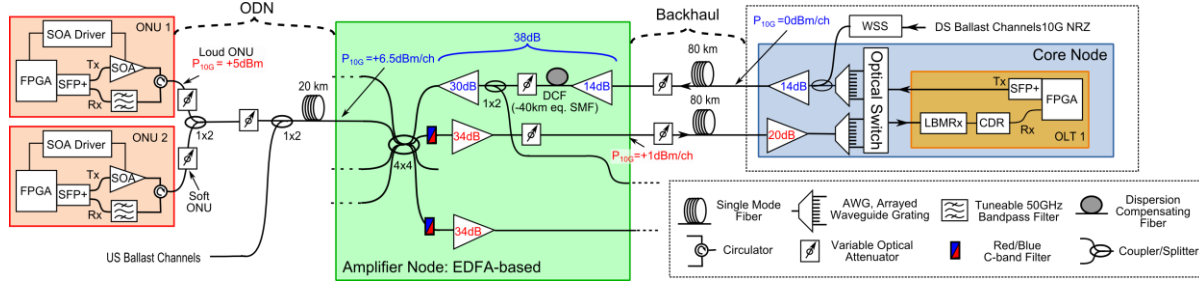 ODN
Backhaul
ONU 1
SOA Driver
FPGA
Tx
SFP+
SOA
Rx
Loud ONU
P10G = +5dBm
1x2
ONU 2
SOA Driver
FPGA
Tx
SFP+
SOA
Rx
Soft
ONU
1x2
20 km
US Ballast Channels
P10G=+6.5dBm/ch
38dB
30dB
1x2
DCF
(-40km eq. SMF)
14dB
4x4
34dB
34dB
Amplifier Node: EDFA-based
80 km
80 km
P10G=+1dBm/ch
P10G=0dBm/ch
WSS
DS Ballast Channels10G NRZ
Core Node
14dB
20dB
Optical Switch
Tx
SFP+
FPGA
LBMRx
CDR
Rx
OLT 1
Single Mode
Fiber
AWG, Arrayed
Waveguide Grating
Tuneable 50GHz
Bandpass Filter
Dispersion
Compensating
Fiber
Circulator
Variable Optical
Attenuator
Red/Blue
C-band Filter
Coupler/Splitter